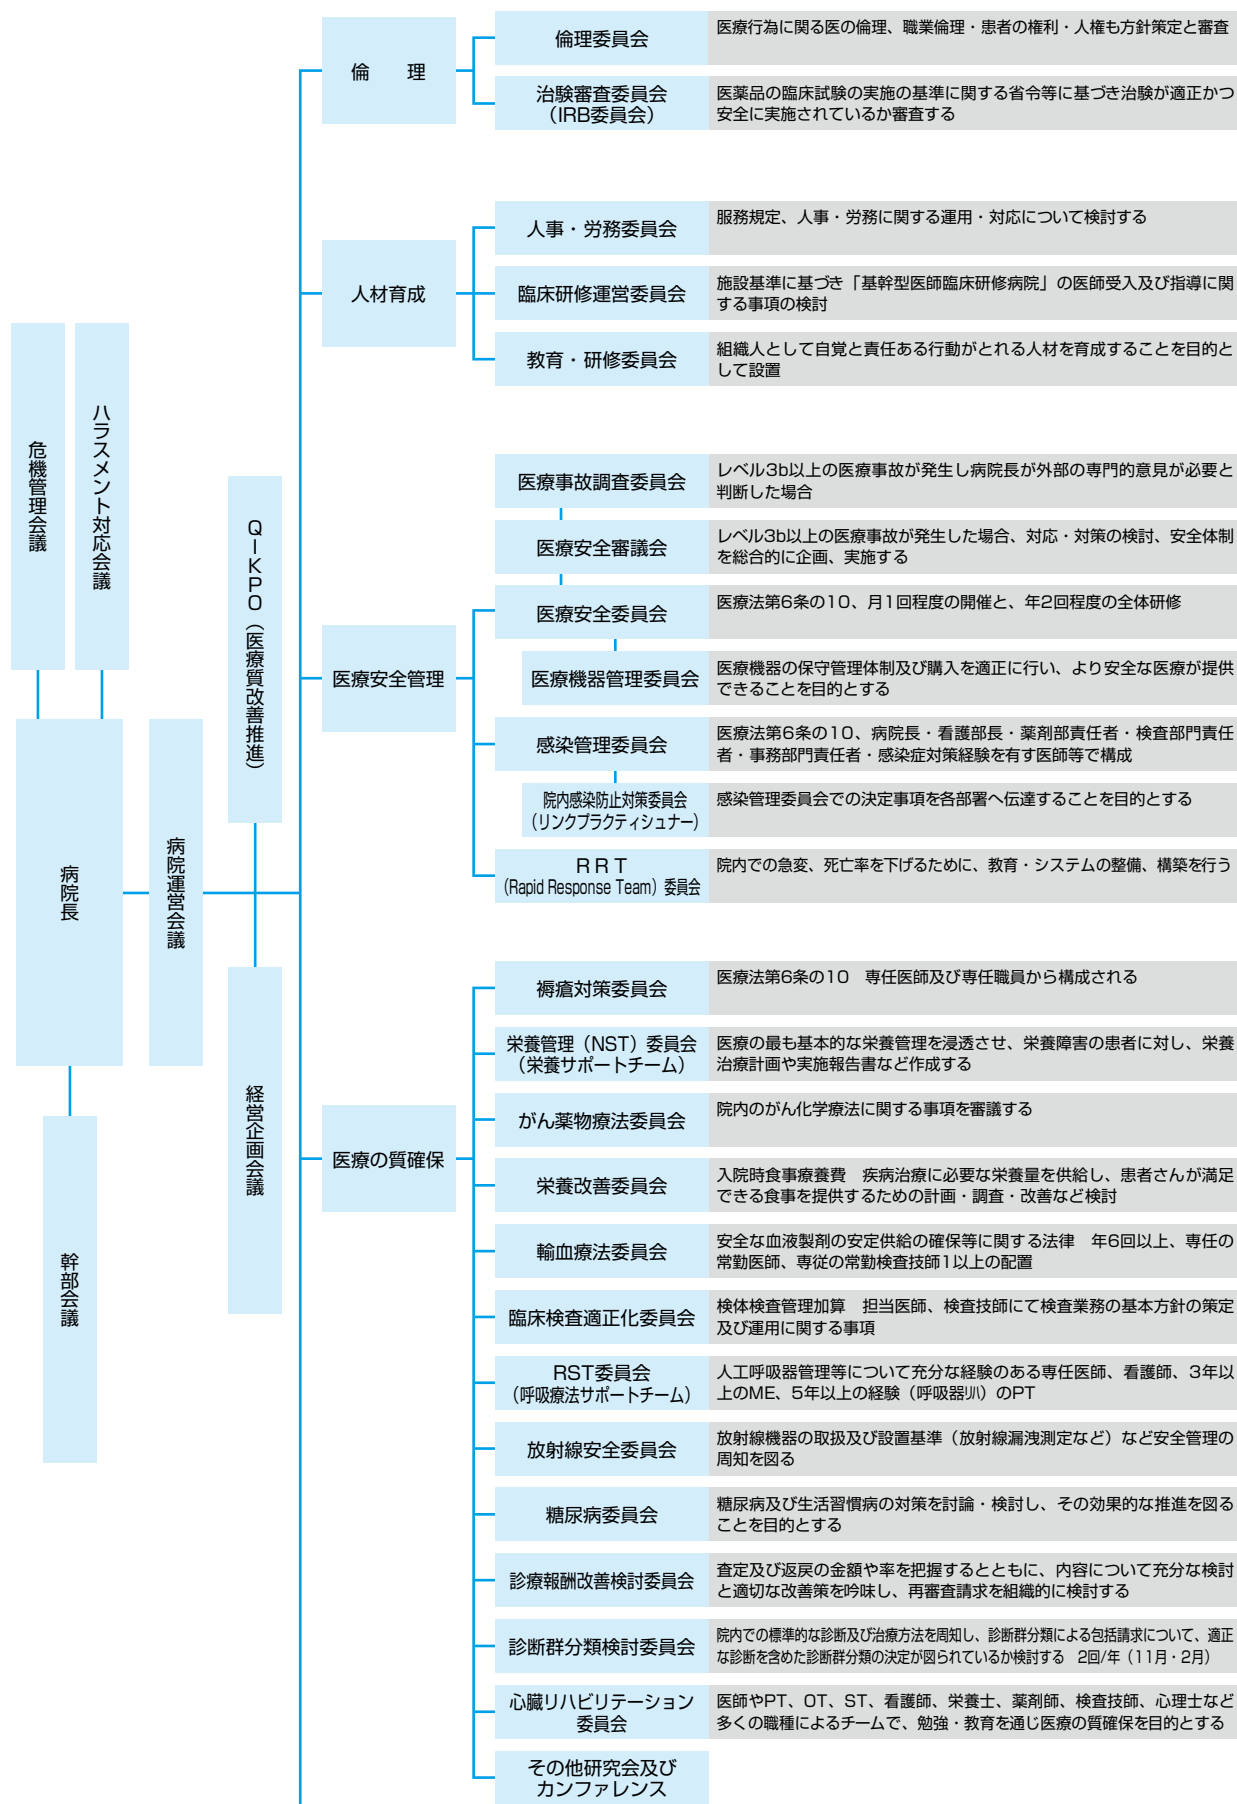 危機管理会議
ハラスメント対応会議
病院長
幹部会議
病院運営会議
QIKPO（医療質改善推進）
経営企画会議
倫　理
倫理委員会
医療行為に関る医の倫理、職業倫理・患者の権利・人権も方針策定と審査
治験審査委員会
（IRB委員会）
医薬品の臨床試験の実施の基準に関する省令等に基づき治験が適正かつ
安全に実施されているか審査する
人材育成
人事・労務委員会
服務規定、人事・労務に関する運用・対応について検討する
臨床研修運営委員会
施設基準に基づき「基幹型医師臨床研修病院」の医師受入及び指導に関
する事項の検討
教育・研修委員会
組織人として自覚と責任ある行動がとれる人材を育成することを目的と
して設置
医療安全管理
医療事故調査委員会
レベル3b以上の医療事故が発生し病院長が外部の専門的意見が必要と
判断した場合
医療安全審議会
レベル3b以上の医療事故が発生した場合、対応・対策の検討、安全体制
を総合的に企画、実施する
医療安全委員会
医療法第6条の10、月1回程度の開催と、年2回程度の全体研修
医療機器管理委員会
医療機器の保守管理体制及び購入を適正に行い、より安全な医療が提供
できることを目的とする
感染管理委員会
医療法第6条の10、病院長・看護部長・薬剤部責任者・検査部門責任
者・事務部門責任者・感染症対策経験を有す医師等で構成
院内感染防止対策委員会
（リンクプラクティシュナー）
感染管理委員会での決定事項を各部署へ伝達することを目的とする
RRT
（Rapid Response Team）委員会
院内での急変、死亡率を下げるために、教育・システムの整備、構築を行う
医療の質確保
褥瘡対策委員会
医療法第6条の10　専任医師及び専任職員から構成される
栄養管理（NST）委員会
（栄養サポートチーム）
医療の最も基本的な栄養管理を浸透させ、栄養障害の患者に対し、栄養
治療計画や実施報告書など作成する
がん薬物療法委員会
院内のがん化学療法に関する事項を審議する
栄養改善委員会
入院時食事療養費　疾病治療に必要な栄養量を供給し、患者さんが満足
できる食事を提供するための計画・調査・改善など検討
輸血療法委員会
安全な血液製剤の安定供給の確保等に関する法律　年6回以上、専任の
常勤医師、専従の常勤検査技師1以上の配置
臨床検査適正化委員会
検体検査管理加算　担当医師、検査技師にて検査業務の基本方針の策定
及び運用に関する事項
RST委員会
（呼吸療法サポートチーム）
人工呼吸器管理等について充分な経験のある専任医師、看護師、3年以
上のME、5年以上の経験（呼吸器リハ）のPT
放射線安全委員会
放射線機器の取扱及び設置基準（放射線漏洩測定など）など安全管理の
周知を図る
糖尿病委員会
糖尿病及び生活習慣病の対策を討論・検討し、その効果的な推進を図る
ことを目的とする
診療報酬改善検討委員会
査定及び返戻の金額や率を把握するとともに、内容について充分な検討
と適切な改善策を吟味し、再審査請求を組織的に検討する
診断群分類検討委員会
院内での標準的な診断及び治療方法を周知し、診断群分類による包括請求について、適正
な診断を含めた診断群分類の決定が図られているか検討する　2回/年（11月・2月）
心臓リハビリテーション
委員会
医師やPT、OT、ST、看護師、栄養士、薬剤師、検査技師、心理士など
多くの職種によるチームで、勉強・教育を通じ医療の質確保を目的とする
その他研究会及び
カンファレンス